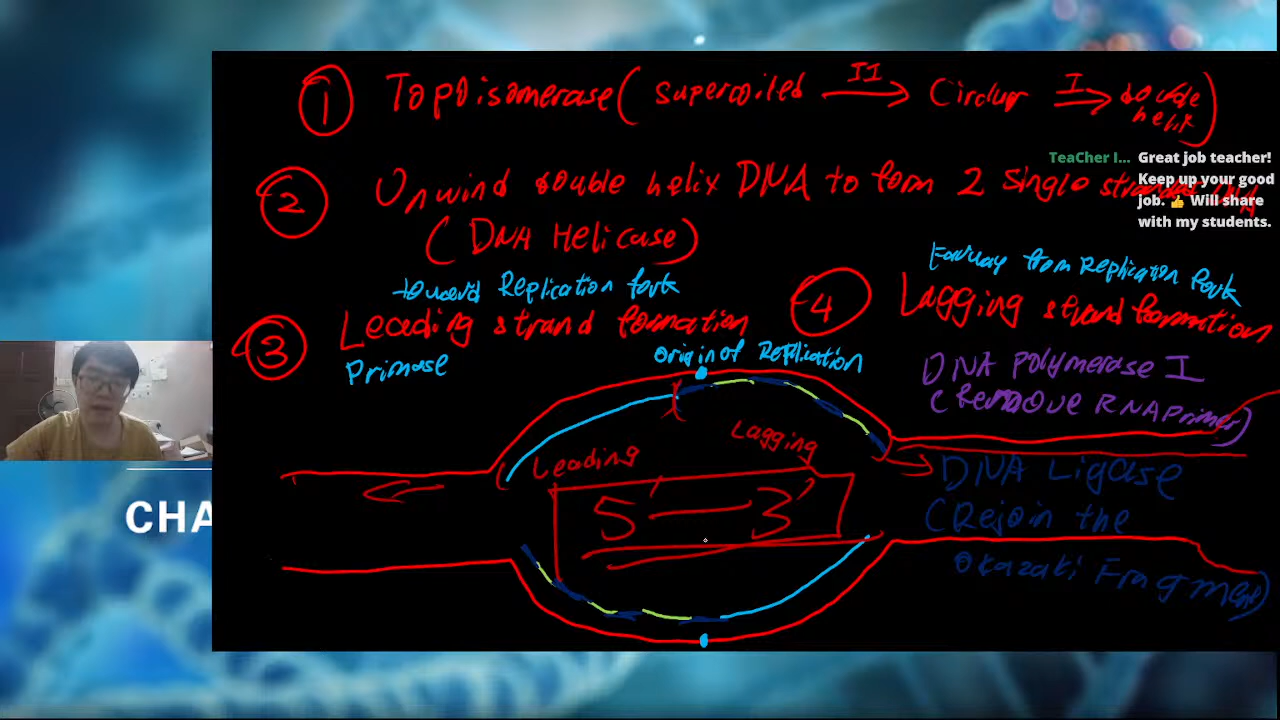 1 Topoisomerase ( supercoiled II Circular I double helix )
TeaCher I... Great job teacher! Keep up your good job. 👍 Will share with my students.
2 Unwind double helix DNA to form 2 single strand DNA
( DNA Helicase )
toward Replication fork
Faraway from Replication fork
3 Leading strand formation
4 Lagging strand formation
Primase
Origin of Replication
DNA Polymerase I
( Remove RNA Primer )
Leading
Lagging
5' 3'
DNA Ligase
( Rejoin the
Okazaki Fragment )
CHA